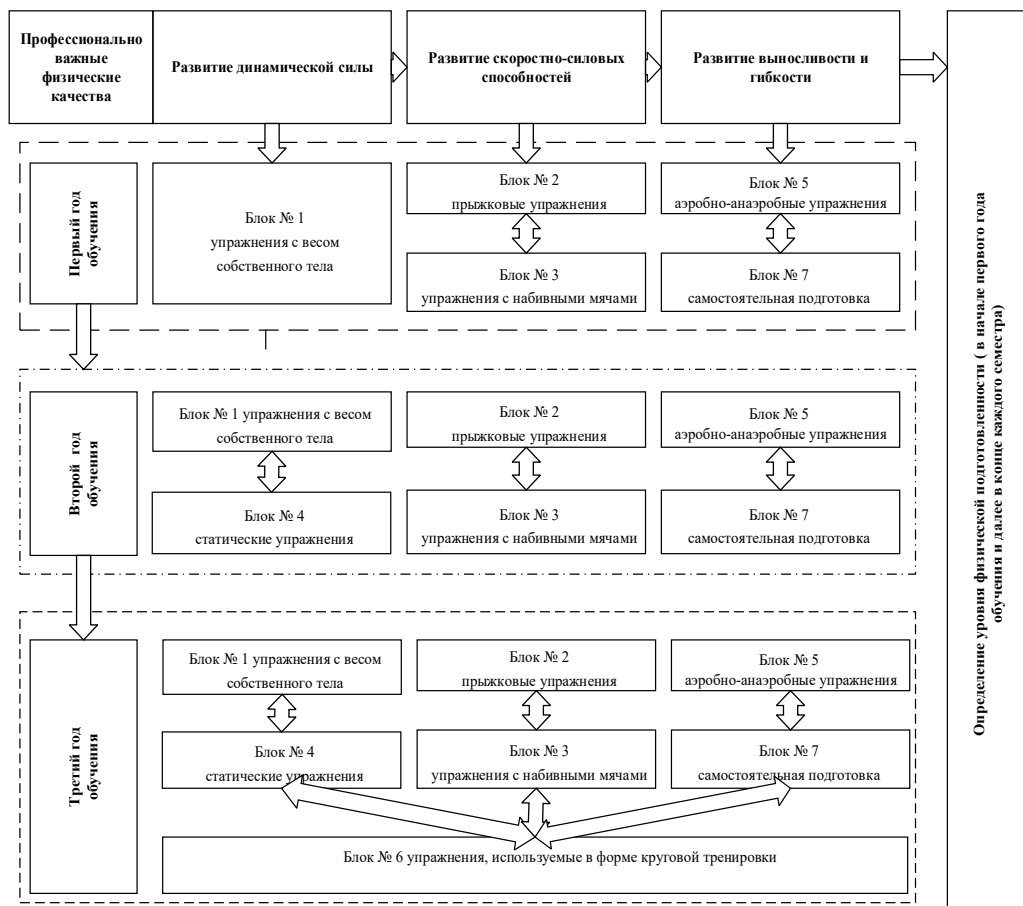 Профессионально
важные
физические
качества
Развитие динамической силы
Развитие скоростно-силовых
способностей
Развитие выносливости и
гибкости
Первый год
обучения
Блок № 1
упражнения с весом
собственного тела
Блок № 2
прыжковые упражнения
Блок № 3
упражнения с набивными мячами
Блок № 5
аэробно-анаэробные упражнения
Блок № 7
самостоятельная подготовка
Второй год
обучения
Блок № 1 упражнения с весом
собственного тела
Блок № 4
статические упражнения
Блок № 2
прыжковые упражнения
Блок № 3
упражнения с набивными мячами
Блок № 5
аэробно-анаэробные упражнения
Блок № 7
самостоятельная подготовка
Третий год
обучения
Блок № 1 упражнения с весом
собственного тела
Блок № 4
статические упражнения
Блок № 2
прыжковые упражнения
Блок № 3
упражнения с набивными мячами
Блок № 5
аэробно-анаэробные упражнения
Блок № 7
самостоятельная подготовка
Блок № 6 упражнения, используемые в форме круговой тренировки
Определение уровня физической подготовленности ( в начале первого года
обучения и далее в конце каждого семестра)